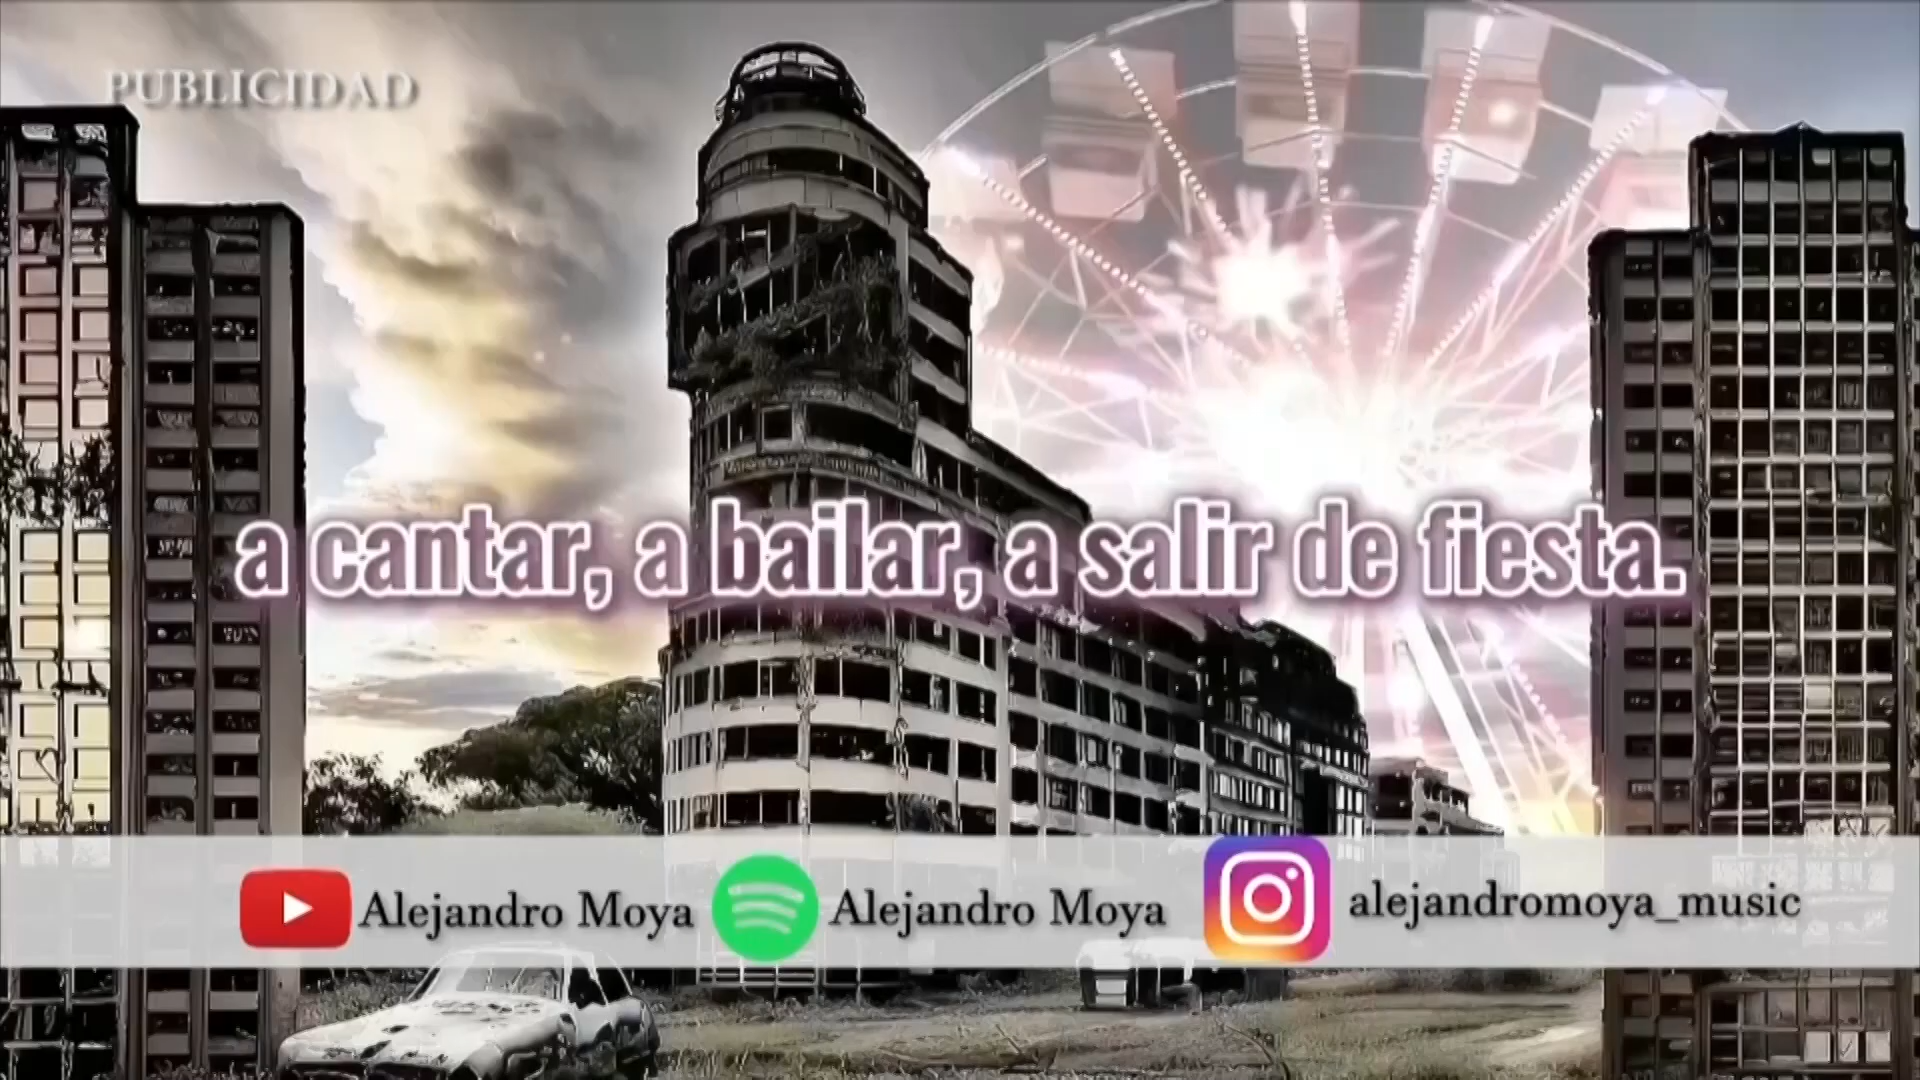 PUBLICIDAD
a cantar, a bailar, a salir de fiesta.
Alejandro Moya
Alejandro Moya
alejandromoya_music